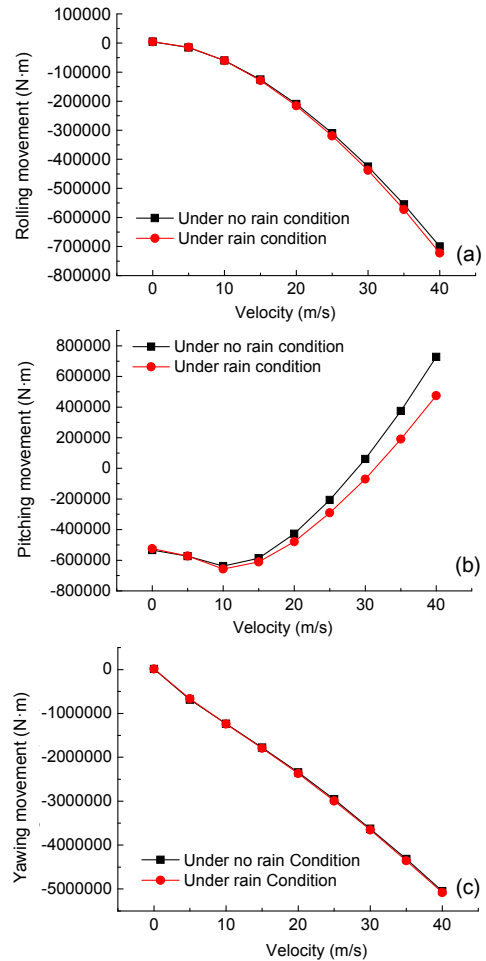 100000
0
-100000
-200000
-300000
-400000
-500000
-600000
-700000
-800000
Rolling movement (N·m)
Under no rain condition
Under rain condition
(a)
0 10 20 30 40
Velocity (m/s)
800000
600000
400000
200000
0
-200000
-400000
-600000
-800000
Pitching movement (N·m)
Under no rain condition
Under rain condition
(b)
0 10 20 30 40
Velocity (m/s)
0
-1000000
-2000000
-3000000
-4000000
-5000000
Yawing movement (N·m)
Under no rain Condition
Under rain Condition
(c)
0 10 20 30 40
Velocity (m/s)